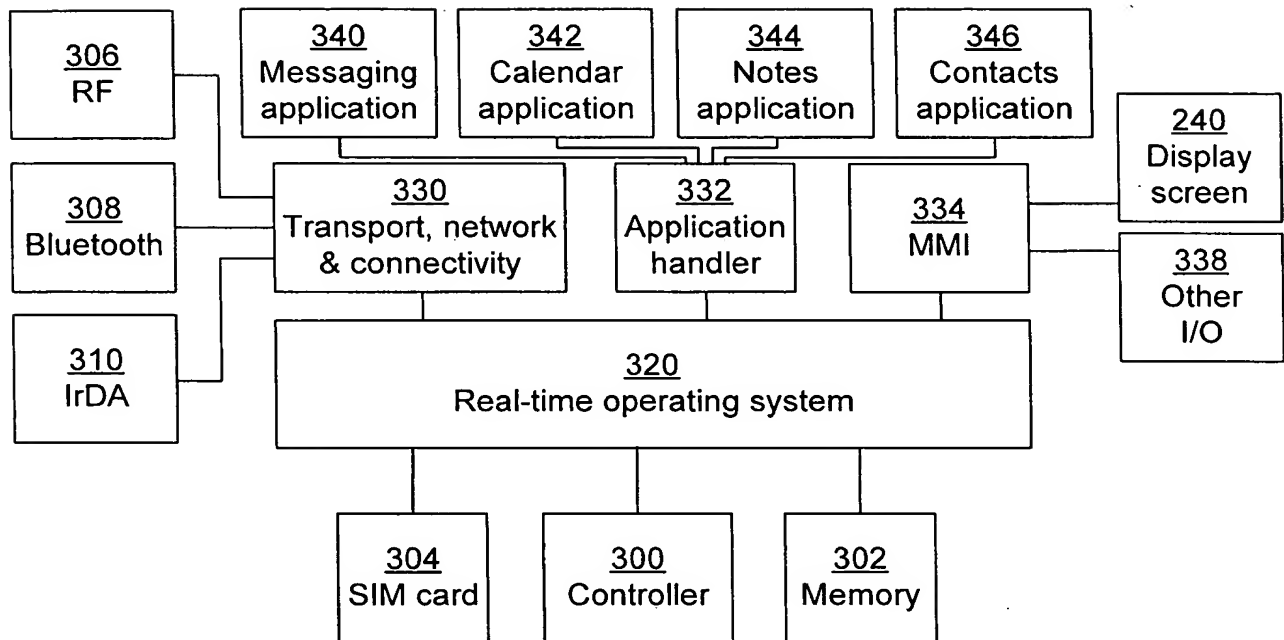 306
RF
340
Messaging
application
342
Calendar
application
344
Notes
application
346
Contacts
application
240
Display
screen
308
Bluetooth
330
Transport, network
& connectivity
332
Application
handler
334
MMI
338
Other
I/O
310
IrDA
320
Real-time operating system
304
SIM card
300
Controller
302
Memory